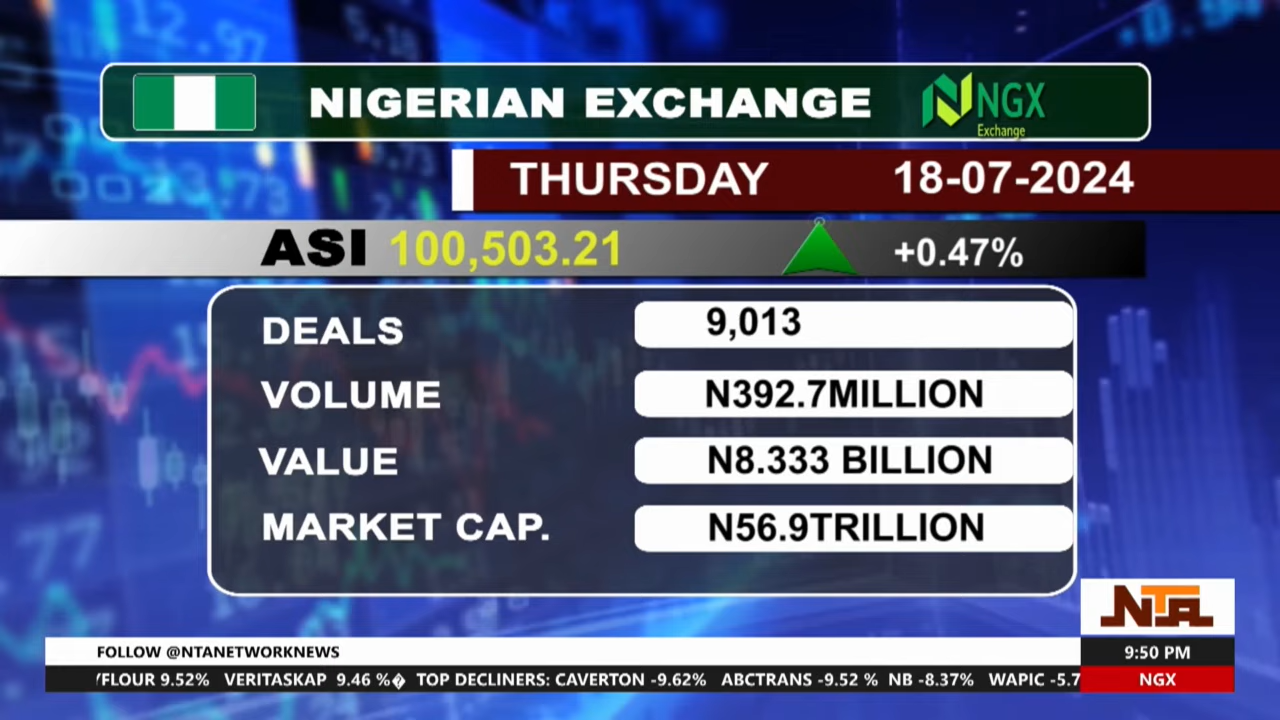 NIGERIAN EXCHANGE
NGX
Exchange
THURSDAY 18-07-2024
ASI 100,503.21 +0.47%
DEALS 9,013
VOLUME N392.7MILLION
VALUE N8.333 BILLION
MARKET CAP. N56.9TRILLION
NTA
FOLLOW @NTANETWORKNEWS 9:50 PM
FLOUR 9.52% VERITASKAP 9.46 %� TOP DECLINERS: CAVERTON -9.62% ABCTRANS -9.52 % NB -8.37% WAPIC -5.7
NGX